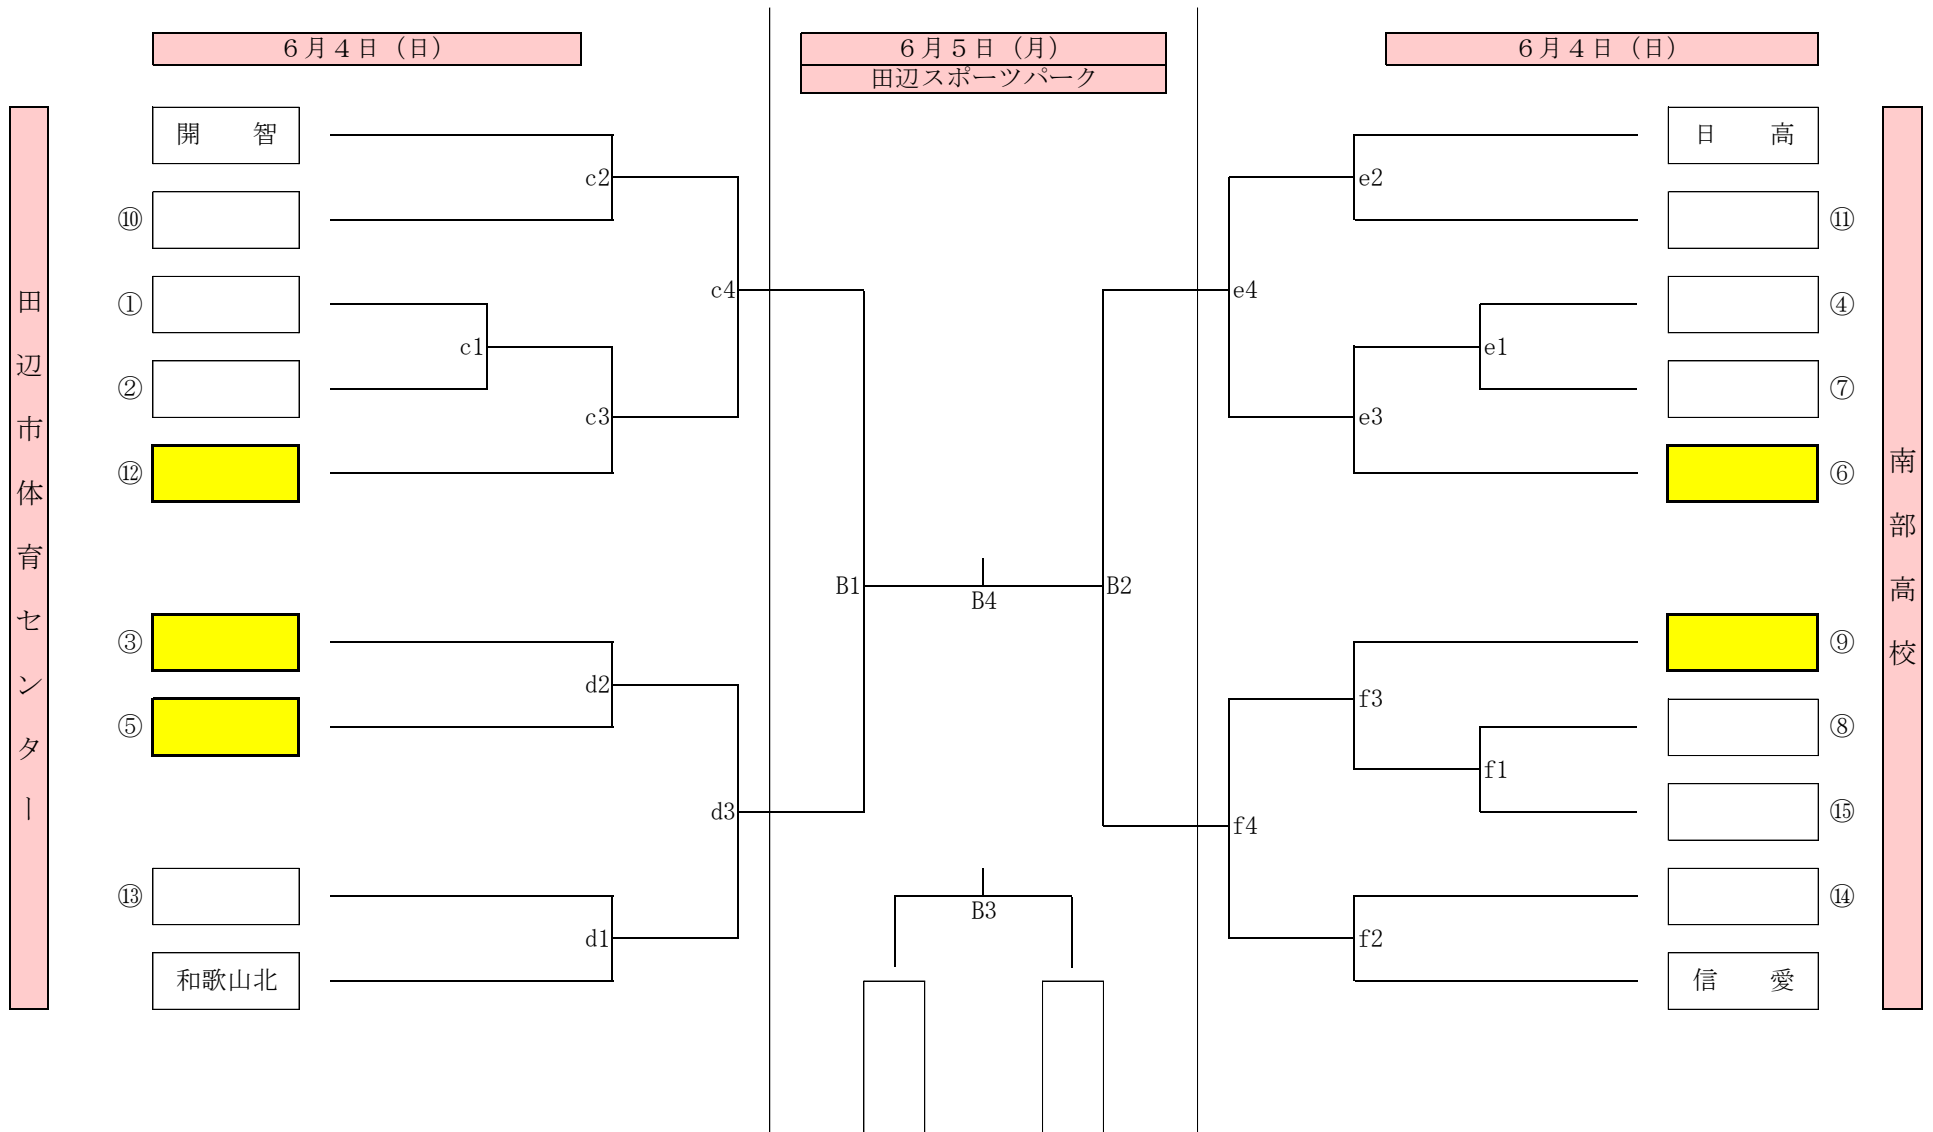 ６月４日（日）
６月５日（月）
田辺スポーツパーク
６月４日（日）
田辺市体育センター
開　　智
c2
⑩
①
c1
②
c3
⑫
c4
③
d2
⑤
d3
⑬
d1
和歌山北
B1
B4
B2
B3
日　　高
e2
⑪
e4
④
e1
⑦
e3
⑥
⑨
f3
⑧
f1
⑮
f4
⑭
f2
信　　愛
南部高校